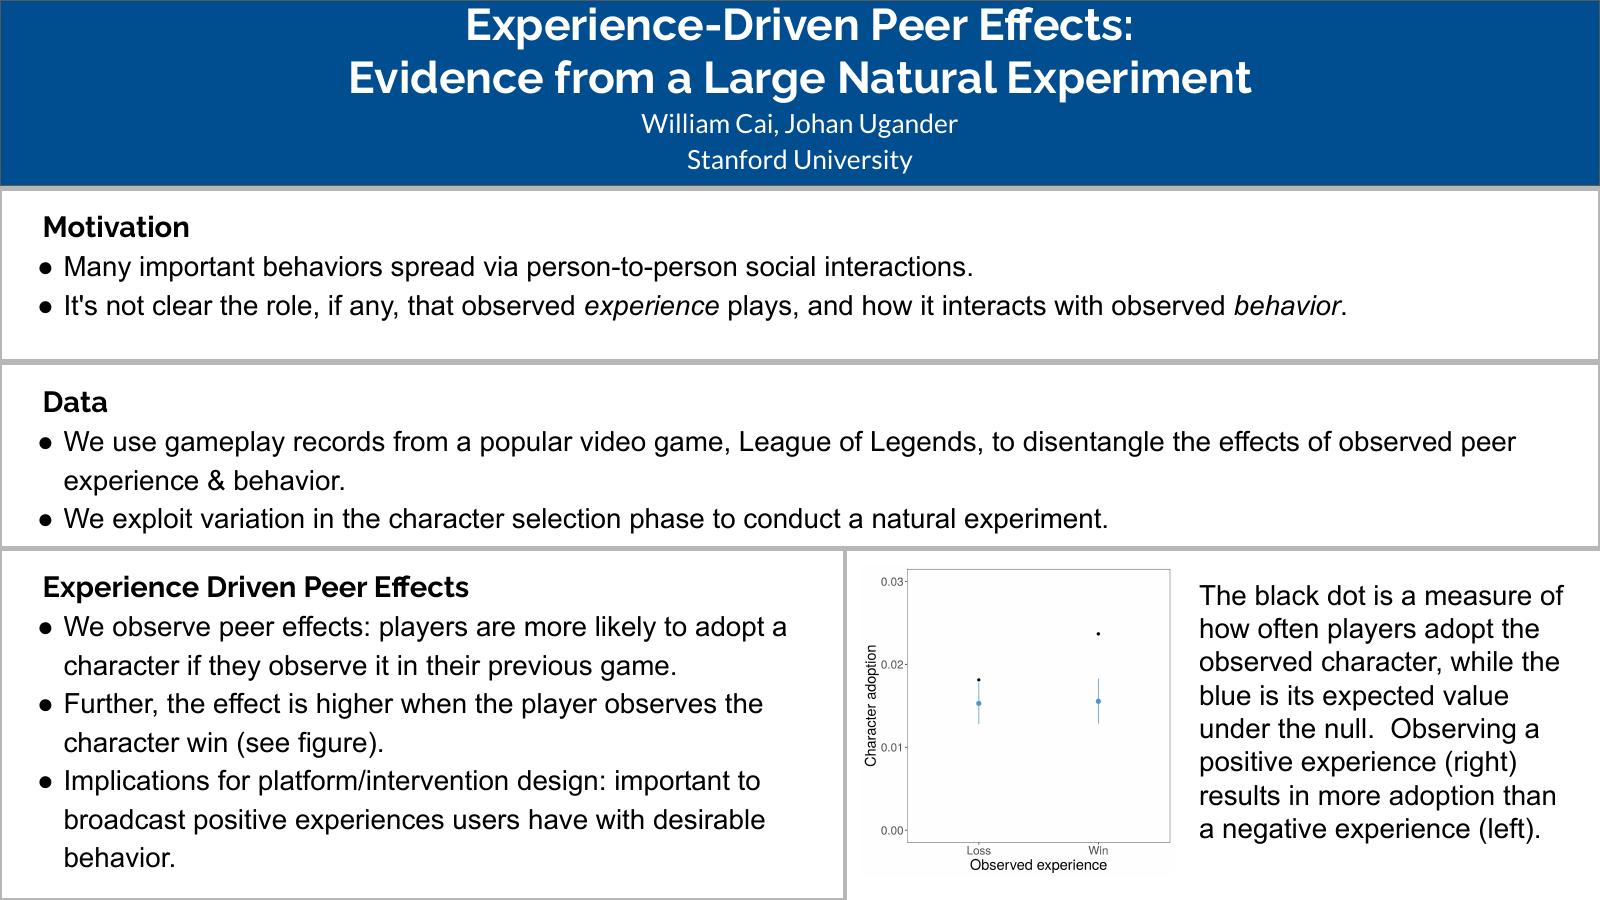 Experience-Driven Peer Effects:
Evidence from a Large Natural Experiment
William Cai, Johan Ugander
Stanford University
Motivation
● Many important behaviors spread via person-to-person social interactions.
● It's not clear the role, if any, that observed experience plays, and how it interacts with observed behavior.
Data
● We use gameplay records from a popular video game, League of Legends, to disentangle the effects of observed peer
experience & behavior.
● We exploit variation in the character selection phase to conduct a natural experiment.
Experience Driven Peer Effects
● We observe peer effects: players are more likely to adopt a
character if they observe it in their previous game.
● Further, the effect is higher when the player observes the
character win (see figure).
● Implications for platform/intervention design: important to
broadcast positive experiences users have with desirable
behavior.
Character adoption
0.03
0.02
0.01
0.00
Loss Win
Observed experience
The black dot is a measure of
how often players adopt the
observed character, while the
blue is its expected value
under the null.  Observing a
positive experience (right)
results in more adoption than
a negative experience (left).